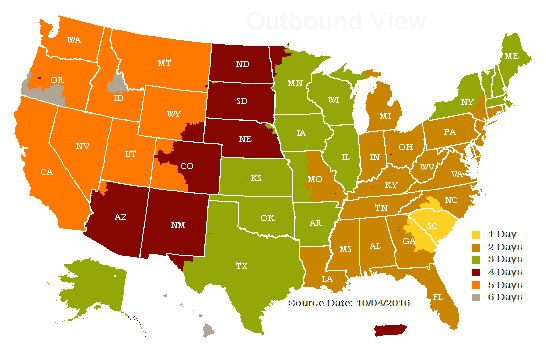 Outbound View
WA
ME
MT
ND
OR
MN
ID
WI
NY
SD
MI
WY
IA
PA
NE
NV
OH
IL
IN
UT
WV
CO
VA
CA
KS
MO
KY
NC
TN
OK
AR
SC
AZ
NM
MS
AL
GA
TX
LA
FL
1 Day
2 Days
3 Days
4 Days
5 Days
6 Days
Source Date: 10/04/2016